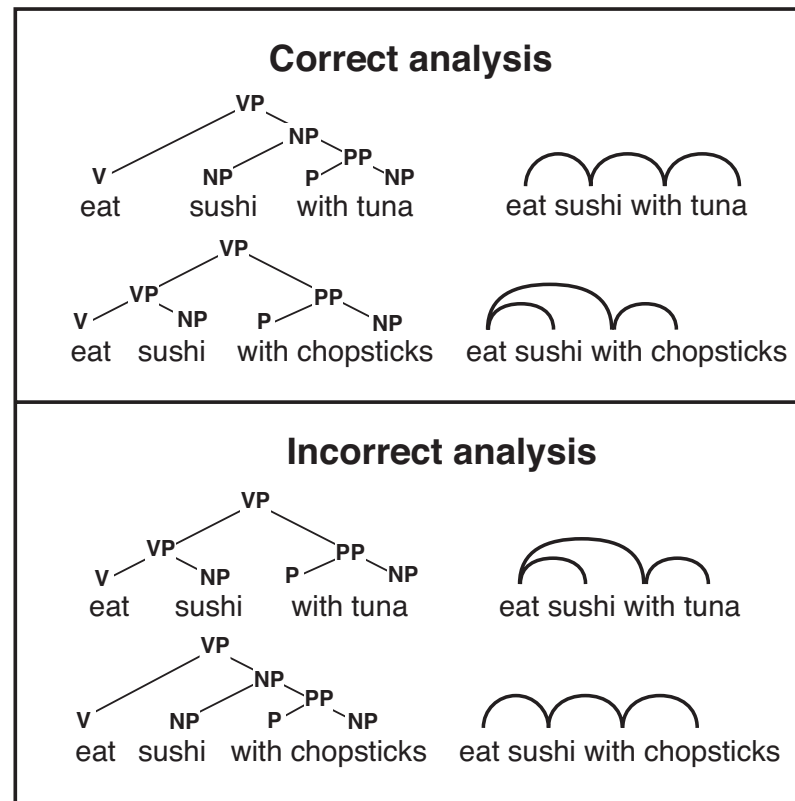 Correct analysis
VP
NP
PP
V NP P NP
eat sushi with tuna eat sushi with tuna
VP
VP PP
V NP P NP
eat sushi with chopsticks eat sushi with chopsticks
Incorrect analysis
VP
VP PP
V NP P NP
eat sushi with tuna eat sushi with tuna
VP
NP
PP
V NP P NP
eat sushi with chopsticks eat sushi with chopsticks